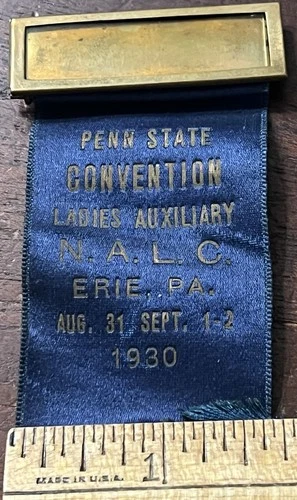 PENN STATE
CONVENTION
LADIES AUXILIARY
N. A. L. C.
ERIE, PA.
AUG. 31 SEPT. 1-2
1930
MADE IN U.S.A.
1